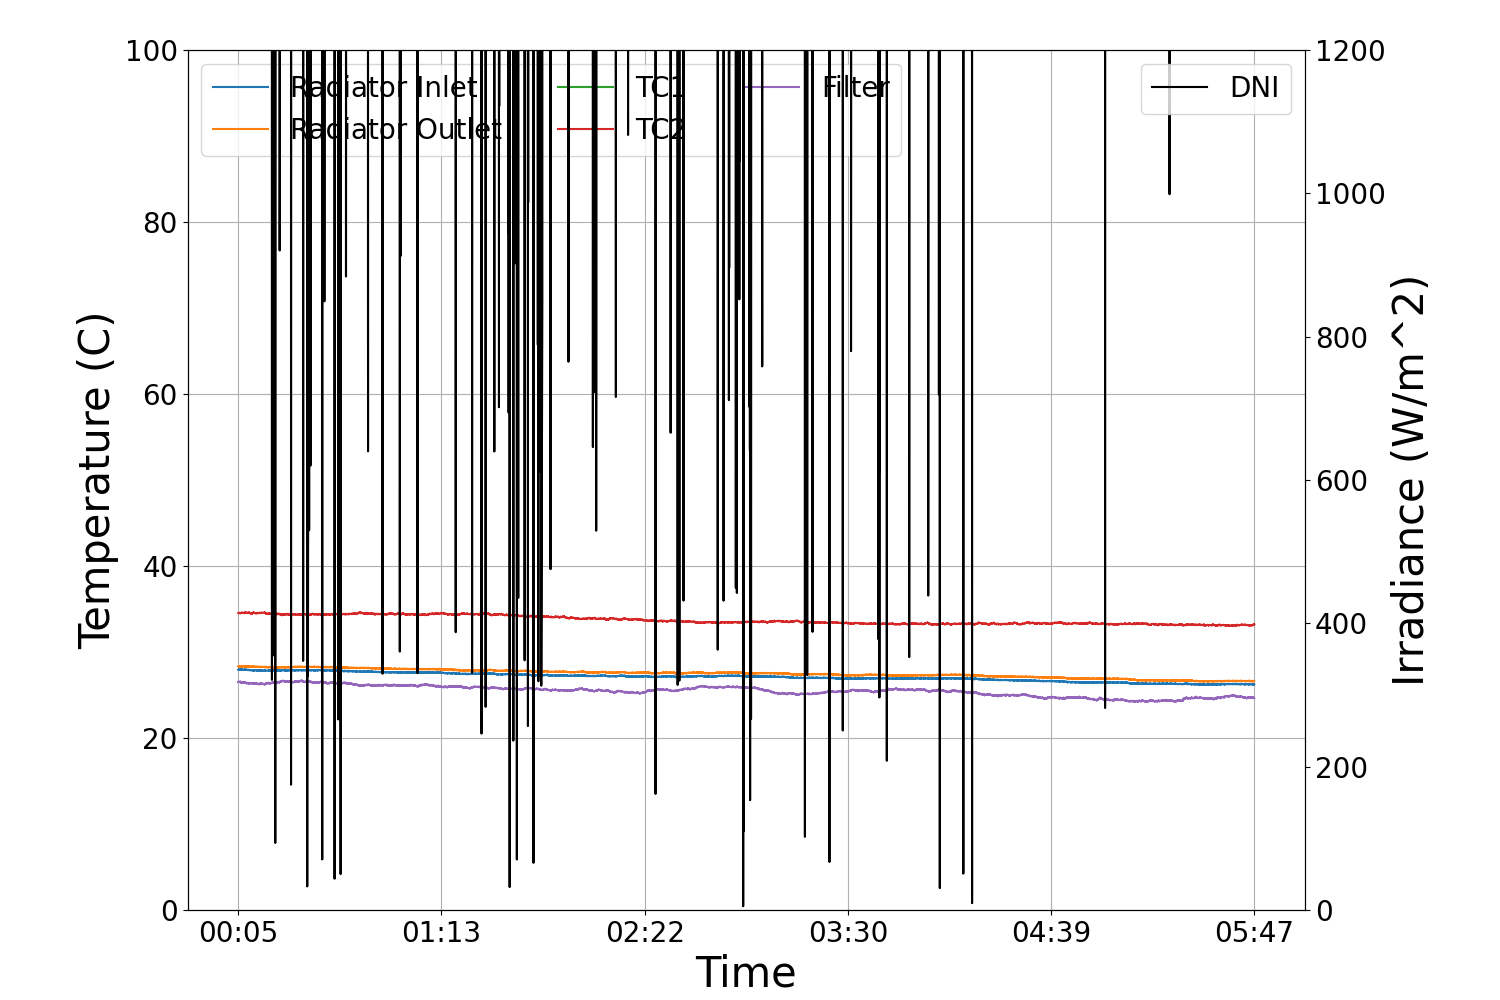 100
80
60
40
20
0
Temperature (C)
Radiator Inlet
Radiator Outlet
TC1
TC2
Filter
DNI
1200
1000
800
600
400
200
0
Irradiance (W/m^2)
00:05 01:13 02:22 03:30 04:39 05:47
Time